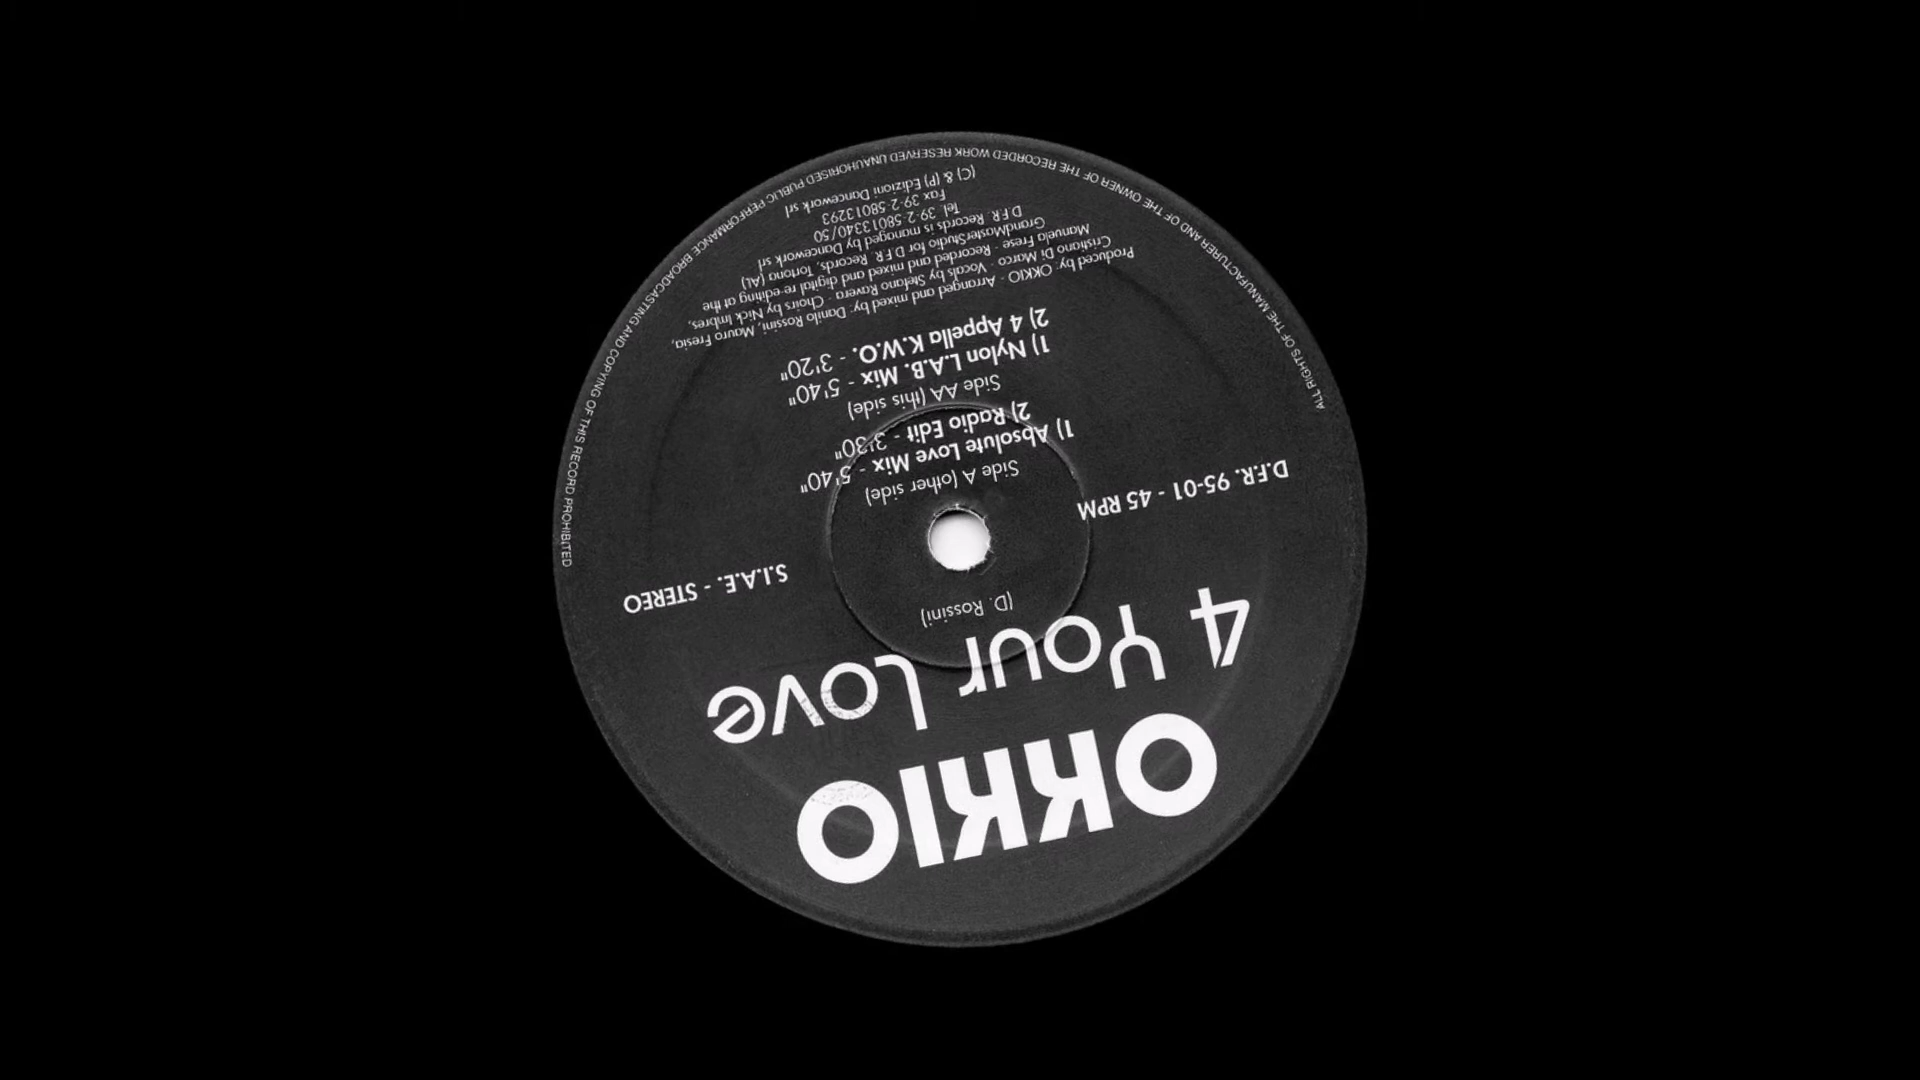 OKKIO
4 Your Love
(D. Rossini)
S.I.A.E. - STEREO
D.F.R. 95-01 - 45 RPM
Side A (other side)
1) Absolute Love Mix - 5'40"
2) Radio Edit - 3'30"
Side AA (this side)
1) Nylon L.A.B. Mix - 5'40"
2) 4 Appella K.W.O. - 3'20"
Produced by: OKKIO - Arranged and mixed by: Danilo Rossini, Mauro Fresia,
Cristiano Di Marco - Vocals by Stefano Ravera - Choirs by Nick Imbres,
Manuela Frese - Recorded and mixed and digital re-editing at the
GrandMasterStudio for D.F.R. Records, Tortona (AL)
D.F.R. Records is managed by Dancework srl
Tel. 39-2-58013340/50
Fax 39-2-58013293
(C) & (P) Edizioni Dancework srl
ALL RIGHTS OF THE MANUFACTURER AND OF THE OWNER OF THE RECORDED WORK RESERVED UNAUHORISED PUBLIC PERFORMANCE BROADCASTING AND COPYING OF THIS RECORD PROHIBITED